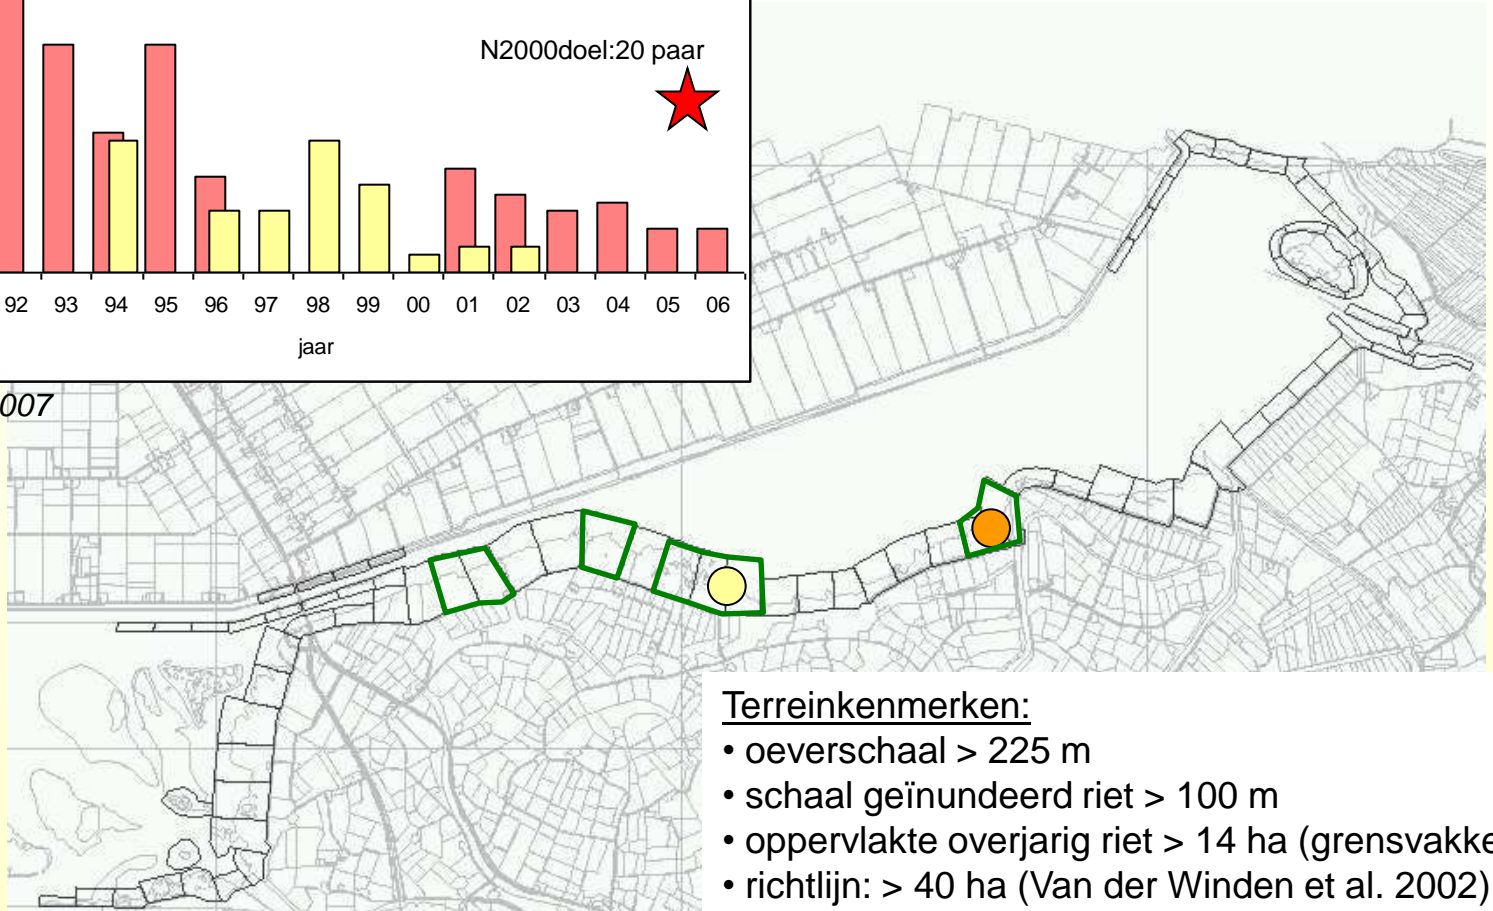 N2000doel:20 paar
92 93 94 95 96 97 98 99 00 01 02 03 04 05 06
jaar
007
Terreinkenmerken:
• oeverschaal > 225 m
• schaal geïnundeerd riet > 100 m
• oppervlakte overjarig riet > 14 ha (grensvakke
• richtlijn: > 40 ha (Van der Winden et al. 2002)